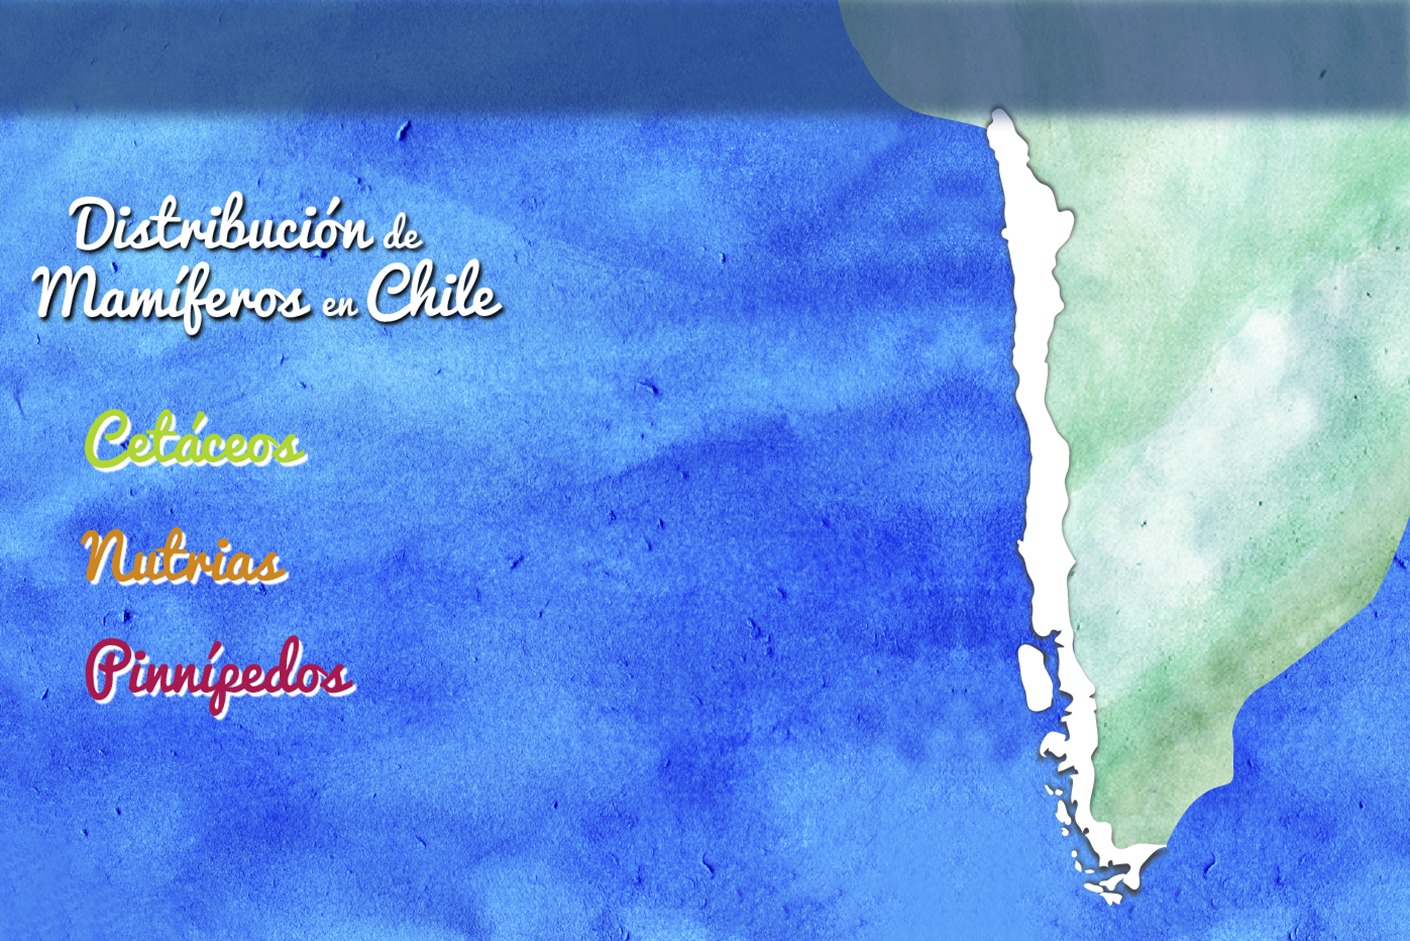 Distribución de
Mamíferos en Chile
Cetáceos
Nutrias
Pinnípedos